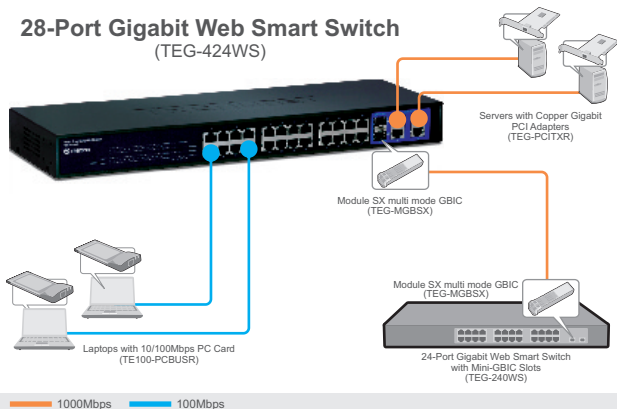 28-Port Gigabit Web Smart Switch
(TEG-424WS)
Servers with Copper Gigabit
PCI Adapters
(TEG-PCITXR)
Module SX multi mode GBIC
(TEG-MGBSX)
Module SX multi mode GBIC
(TEG-MGBSX)
Laptops with 10/100Mbps PC Card
(TE100-PCBUSR)
24-Port Gigabit Web Smart Switch
with Mini-GBIC Slots
(TEG-240WS)
1000Mbps
100Mbps